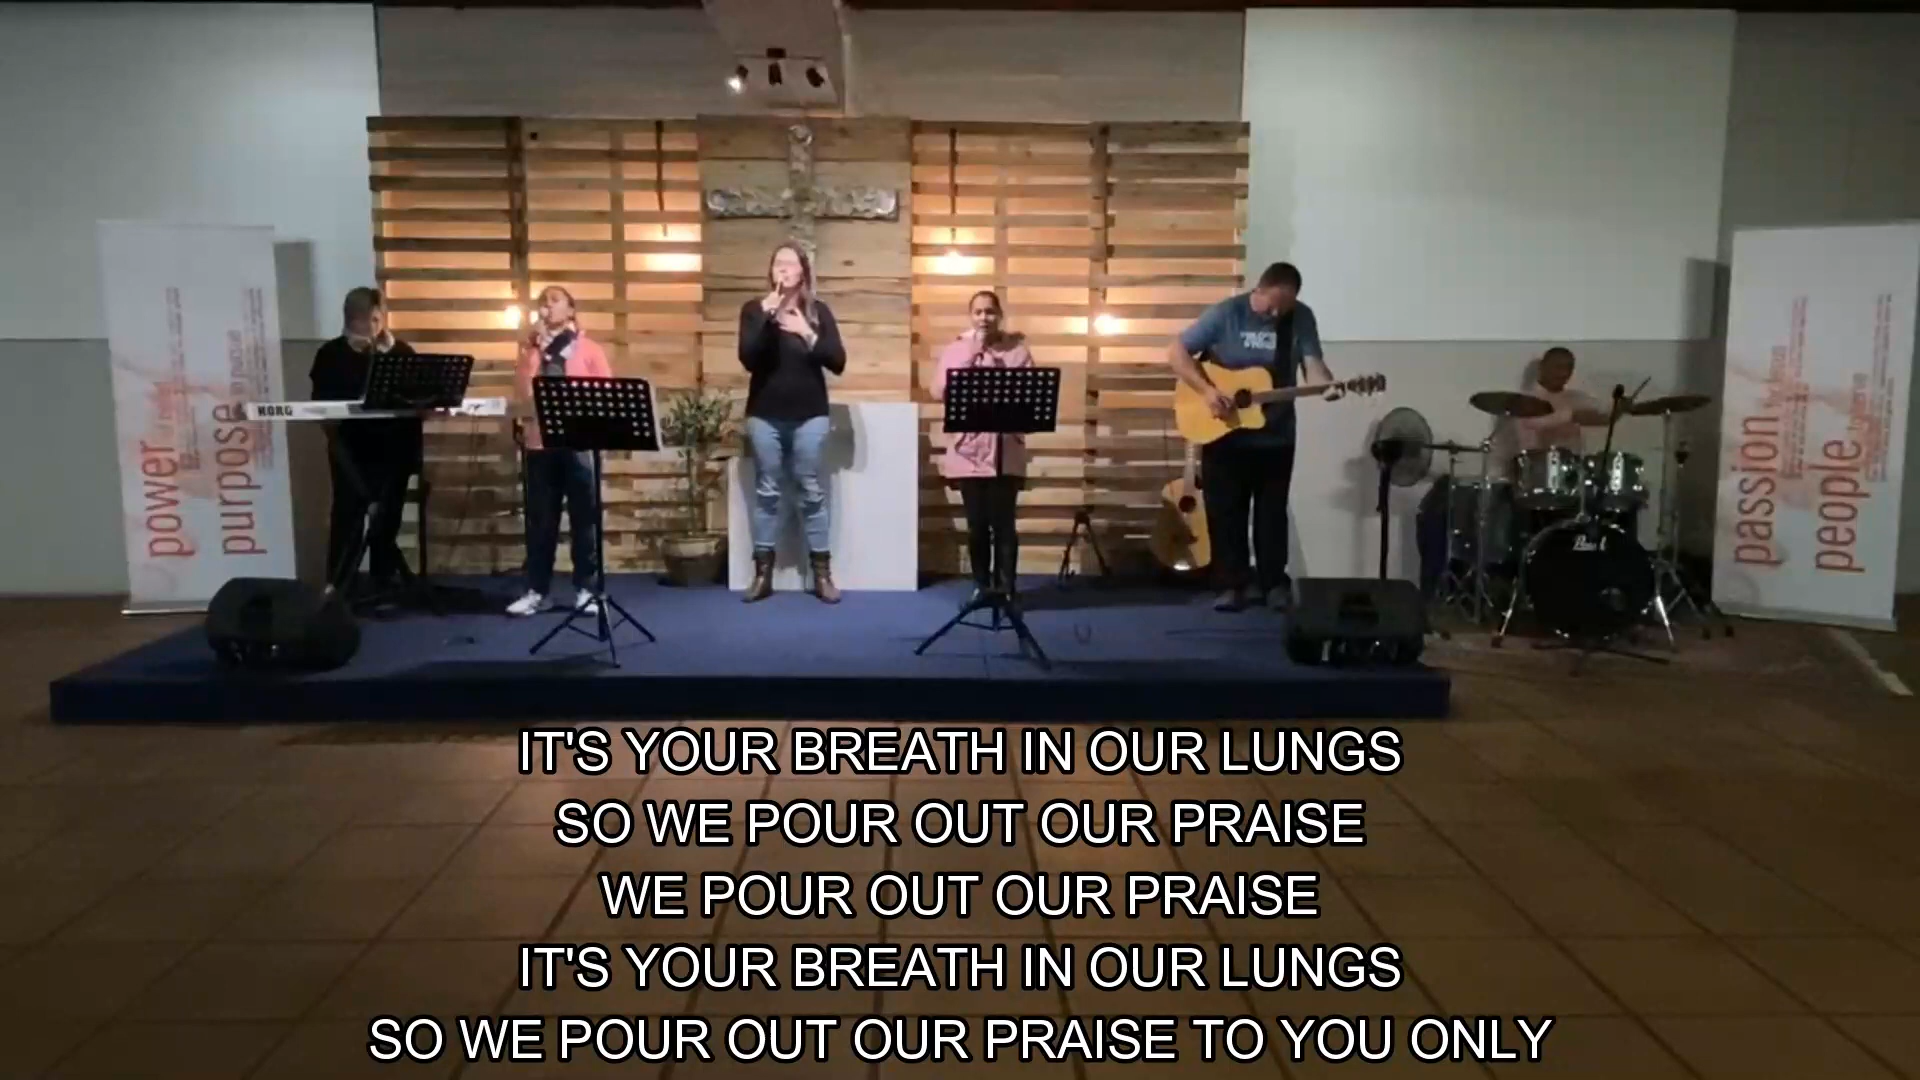 power
purpose
KORG
passion
people
Pearl
IT'S YOUR BREATH IN OUR LUNGS
SO WE POUR OUT OUR PRAISE
WE POUR OUT OUR PRAISE
IT'S YOUR BREATH IN OUR LUNGS
SO WE POUR OUT OUR PRAISE TO YOU ONLY